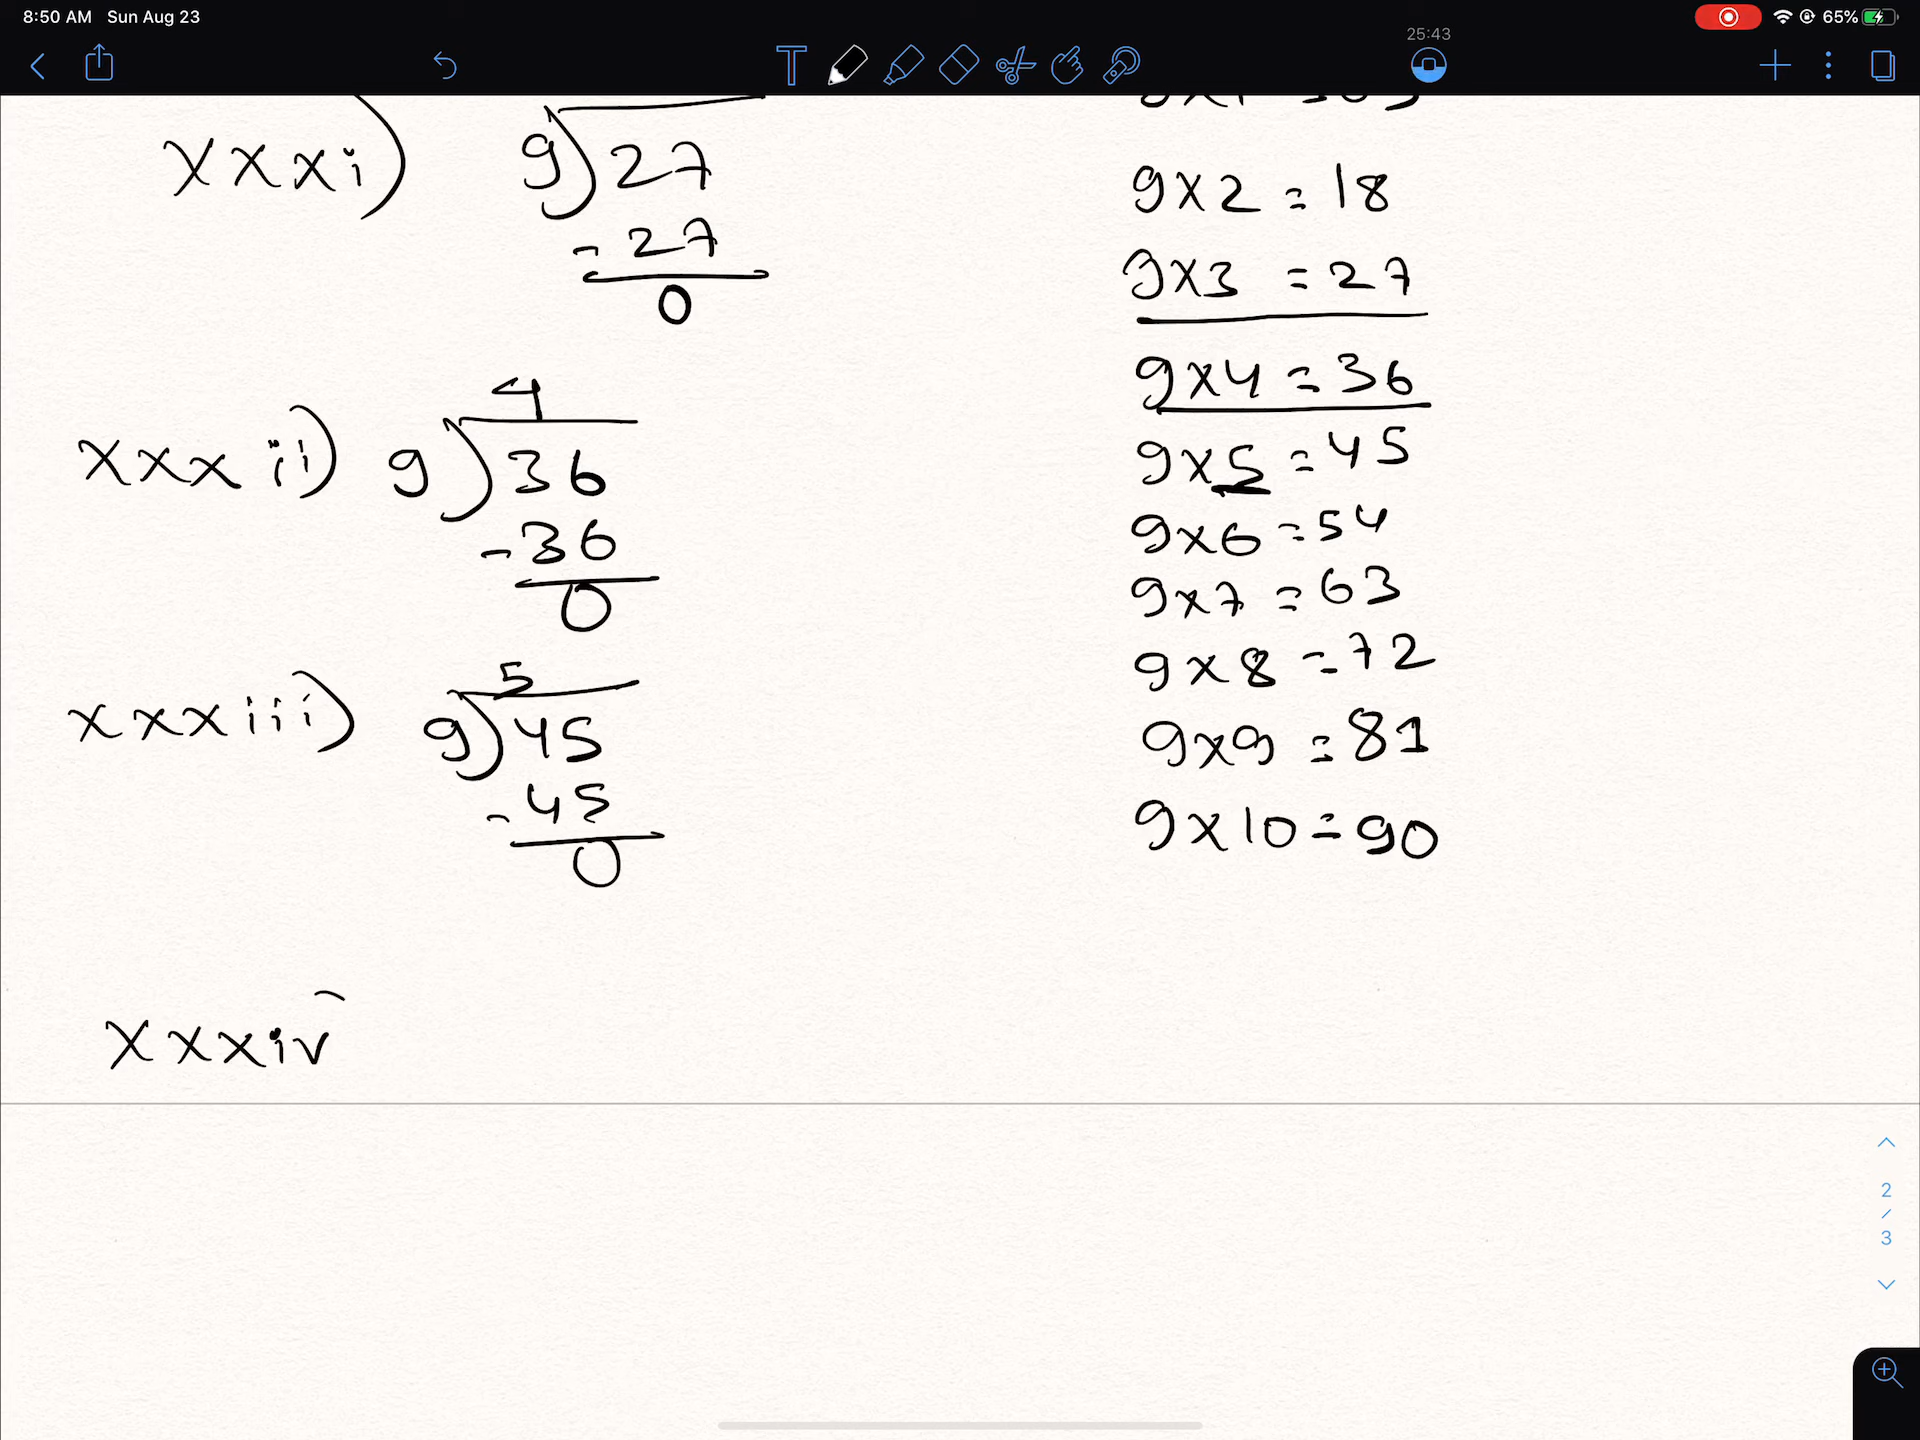 8:50 AM Sun Aug 23
65%
25:43
xxxi) 9)27
- 27
0
4
xxxii) 9)36
- 36
0
5
xxxiii) 9)45
- 45
0
xxxiv
9x2 = 18
9x3 = 27
9x4 = 36
9x5 = 45
9x6 = 54
9x7 = 63
9x8 = 72
9x9 = 81
9x10 = 90
2
/
3